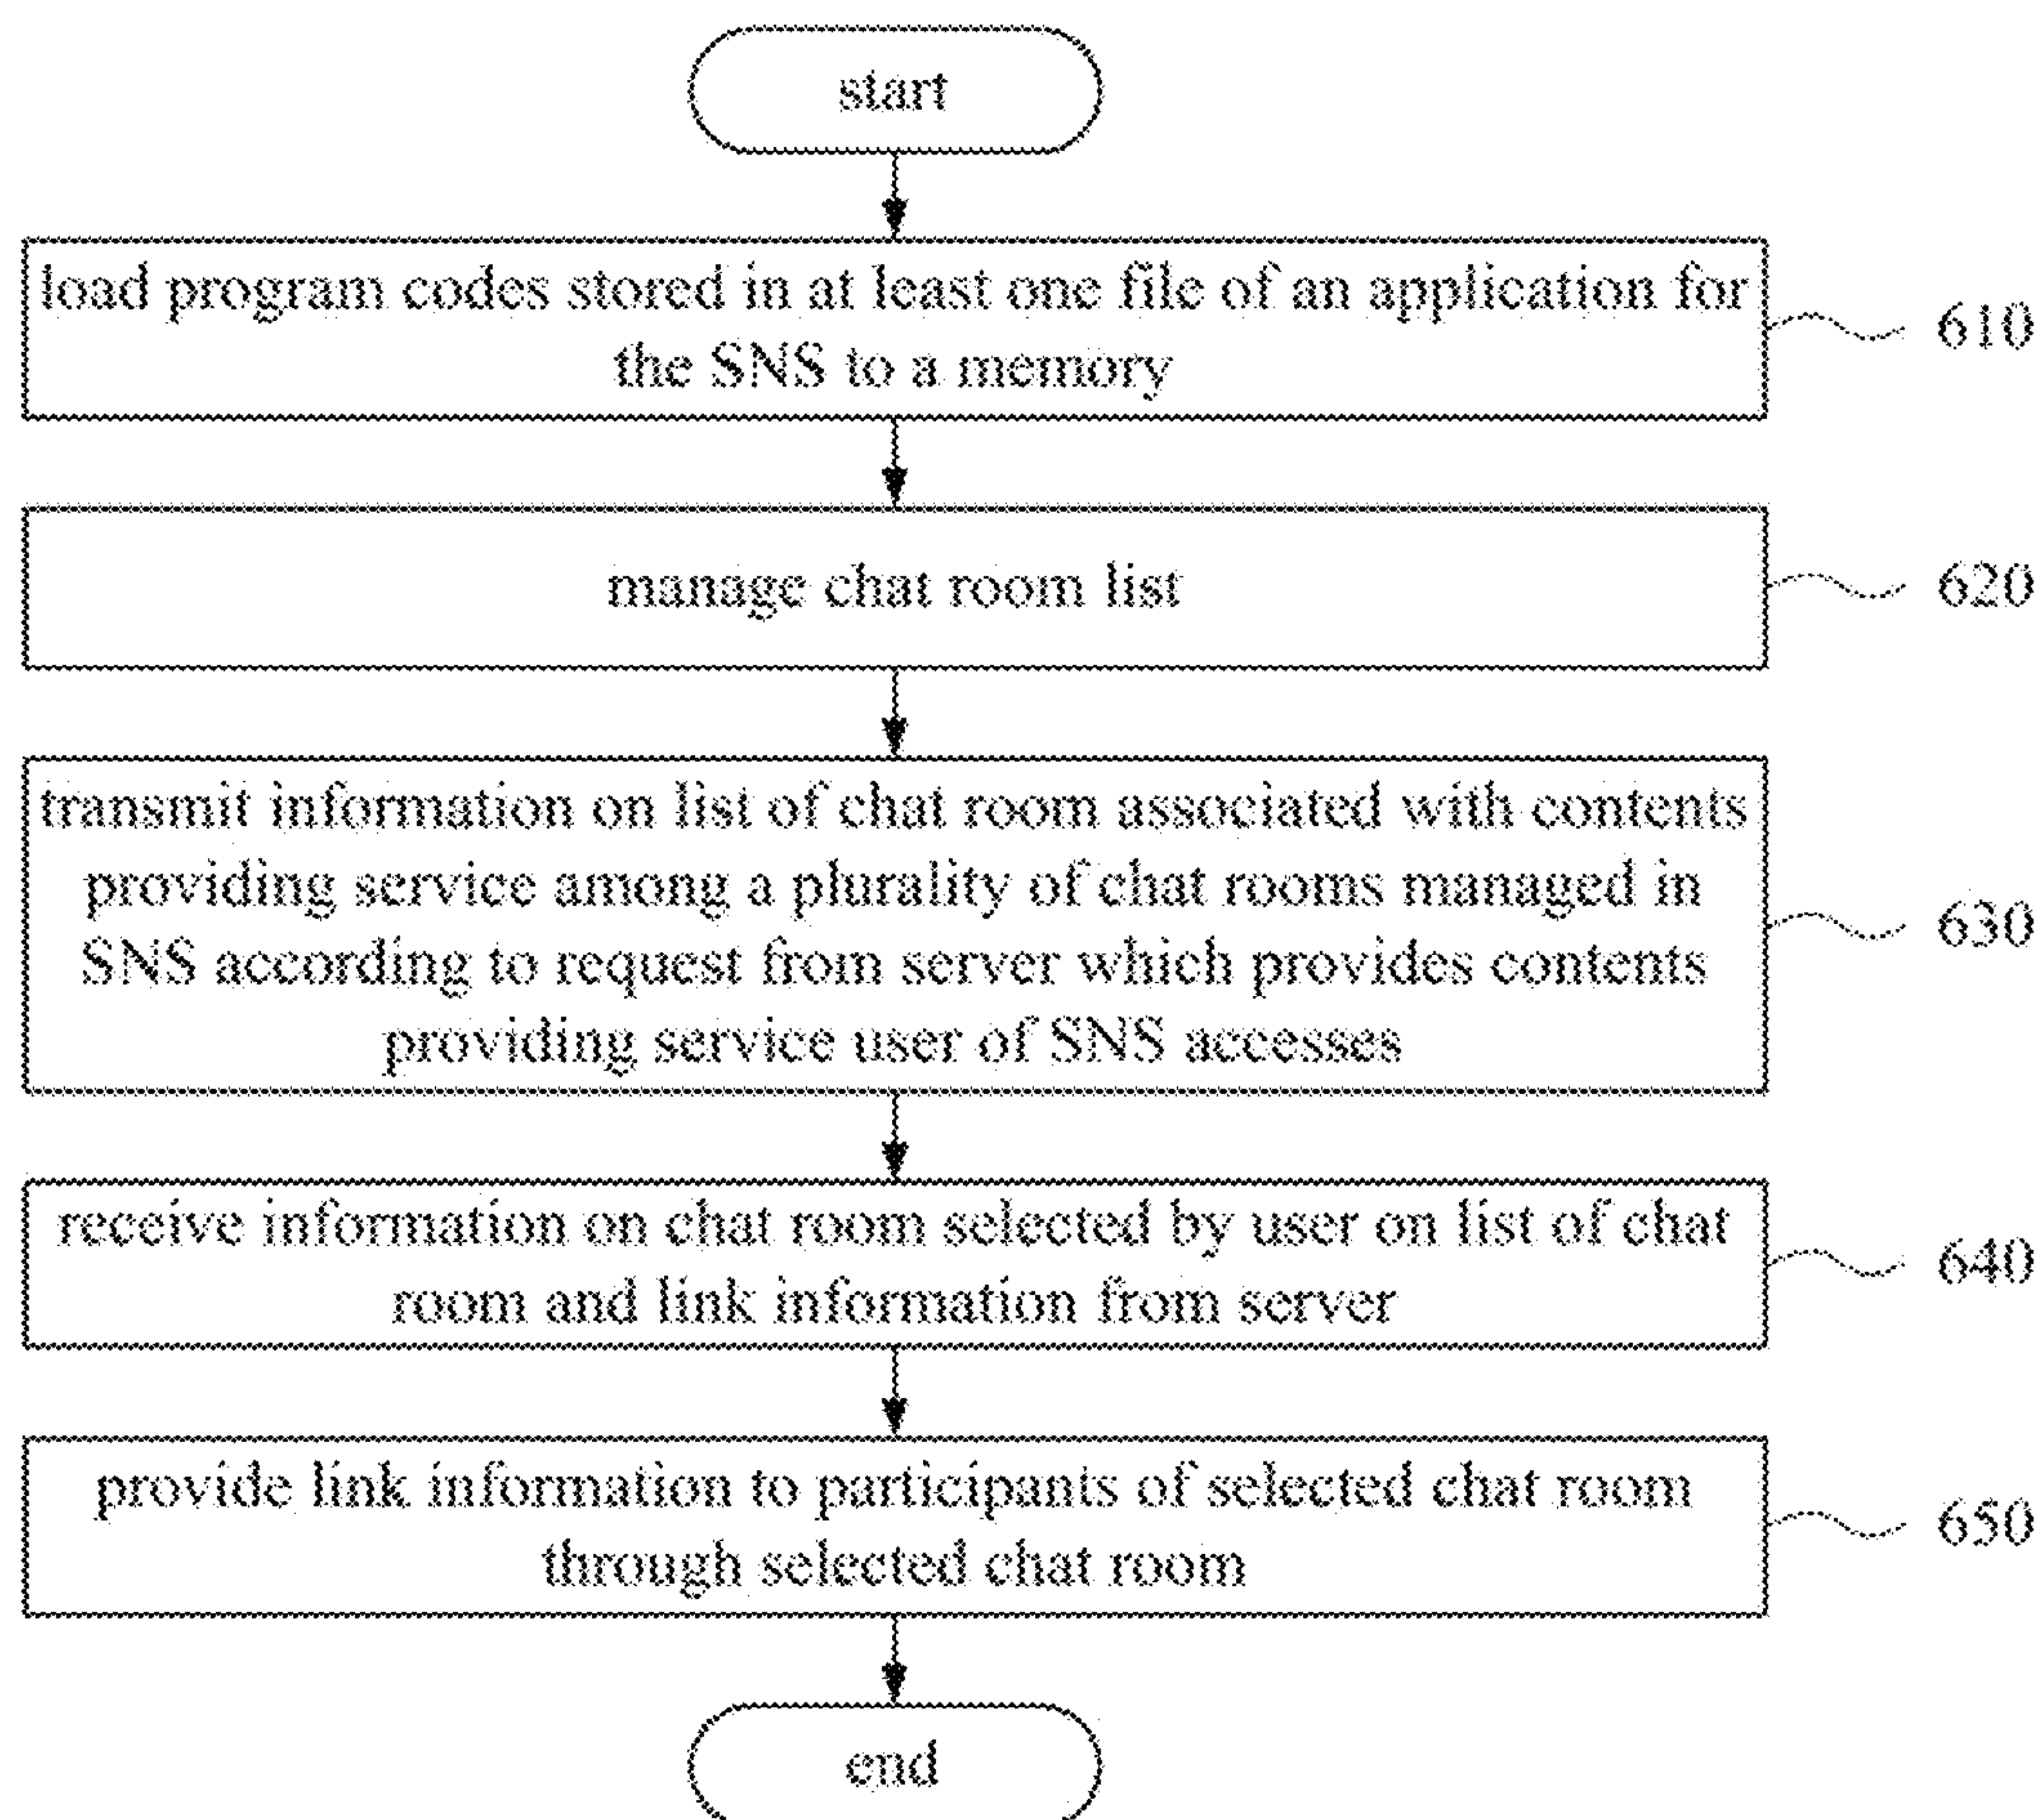 start
load program codes stored in at least one file of an application for
the SNS to a memory
610
manage chat room list
620
transmit information on list of chat room associated with contents
providing service among a plurality of chat rooms managed in
SNS according to request from server which provides contents
providing service user of SNS accesses
630
receive information on chat room selected by user on list of chat
room and link information from server
640
provide link information to participants of selected chat room
through selected chat room
650
end